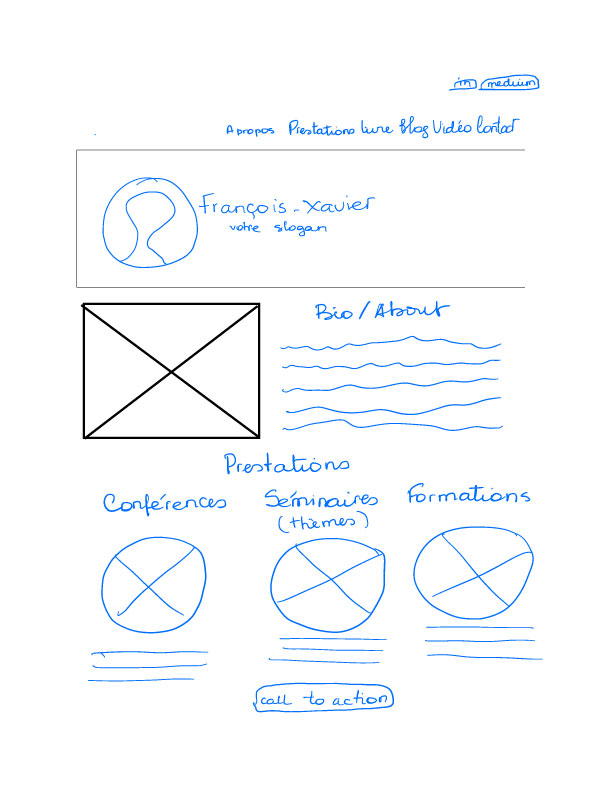 in medium
A propos Prestations Livre Blog Vidéo Contact
François-Xavier
votre slogan
Bio/About
Prestations
Conférences Séminaires Formations
(thèmes)
call to action